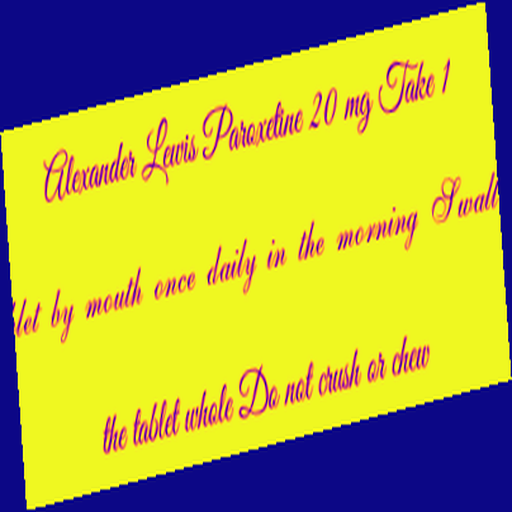 Alexander Lewis Paroxetine 20 mg Take 1
by mouth once daily in the morning
the tablet whole Do not crush or chew